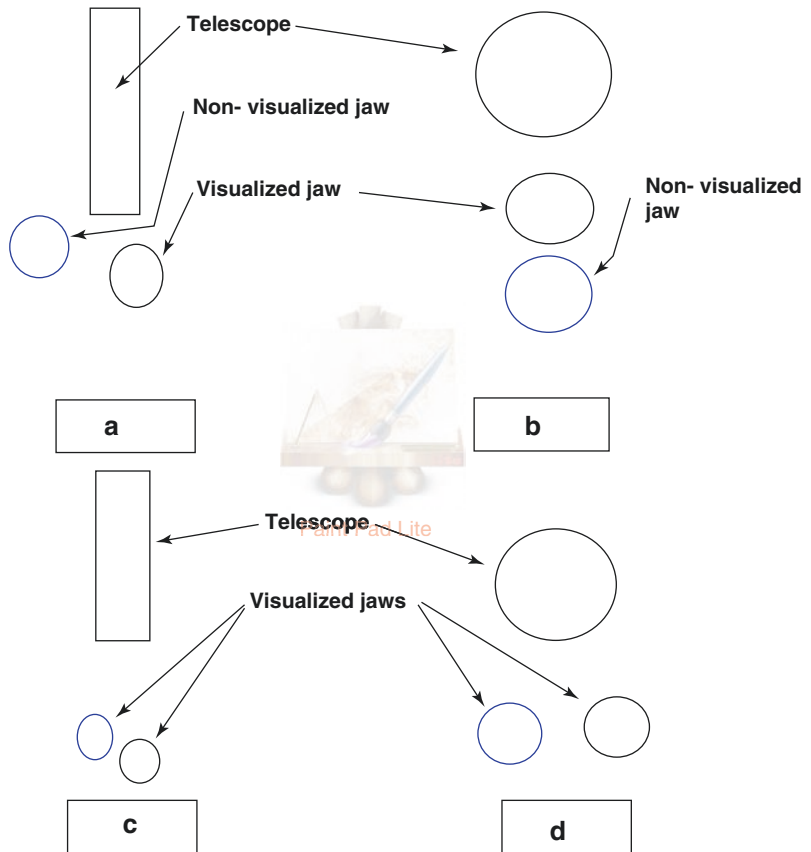 Telescope
Non- visualized jaw
Visualized jaw
Non- visualized
jaw
a
b
Telescope
Paint Pad Lite
Visualized jaws
c
d